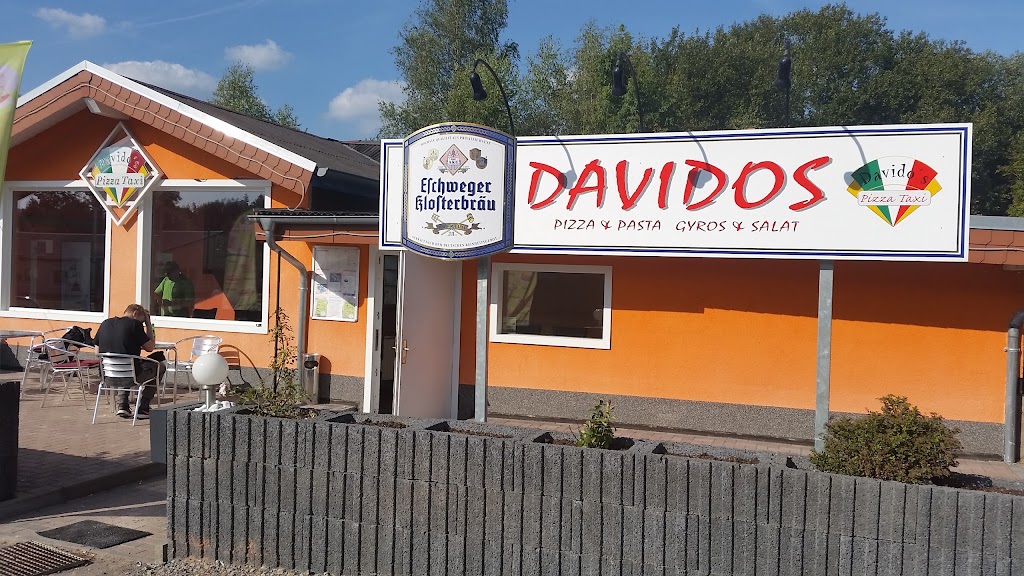 Davido's
Pizza Taxi
Eschweger
Klosterbräu
DAVIDOS
PIZZA & PASTA GYROS & SALAT
Davido's
Pizza Taxi